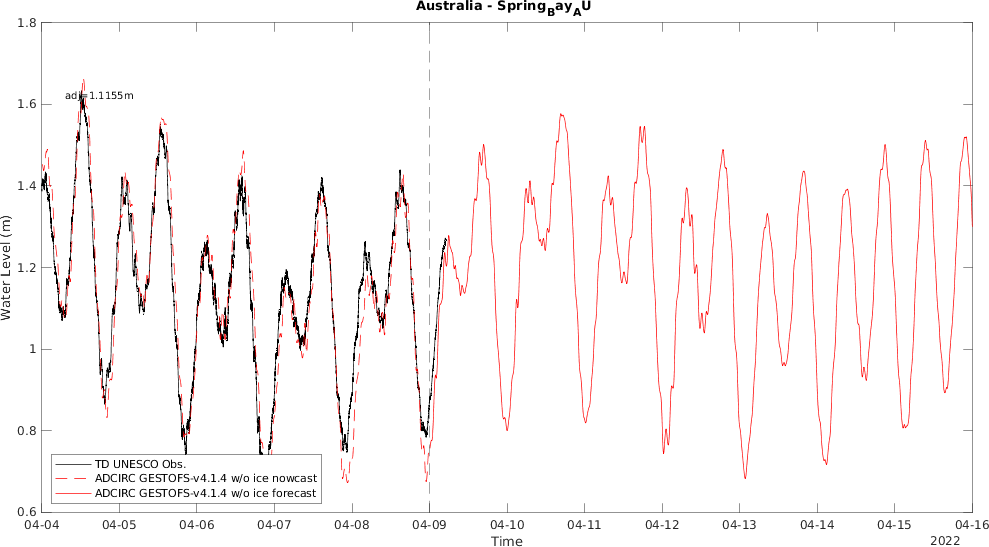 Australia - SpringBayAU
1.8
1.6
1.4
1.2
1
0.8
0.6
Water Level (m)
adj=1.1155m
TD UNESCO Obs.
ADCIRC GESTOFS-v4.1.4 w/o ice nowcast
ADCIRC GESTOFS-v4.1.4 w/o ice forecast
04-04 04-05 04-06 04-07 04-08 04-09 04-10 04-11 04-12 04-13 04-14 04-15 04-16
Time
2022